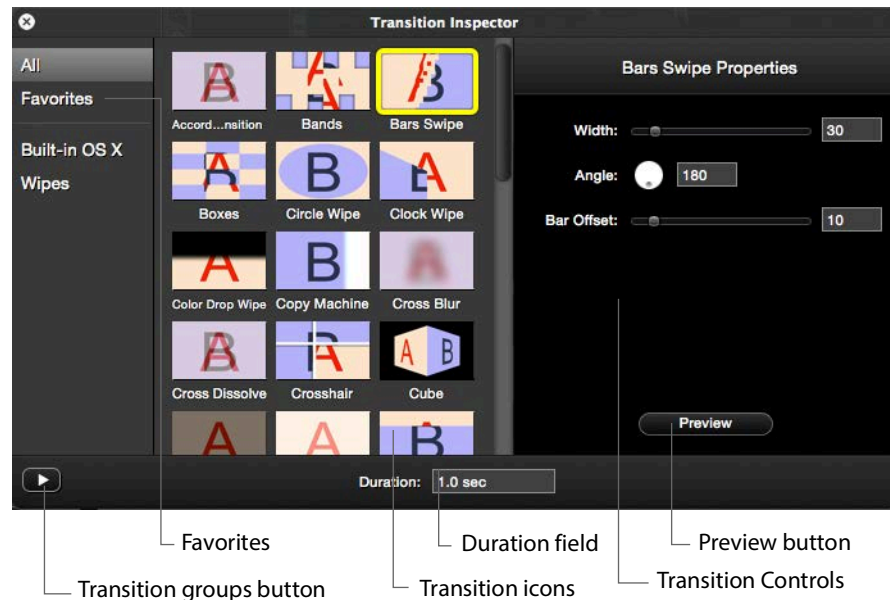 Transition Inspector
All
Favorites
Built-in OS X
Wipes
B A
A
A B
Accord...nsition Bands Bars Swipe
A B A
Boxes Circle Wipe Clock Wipe
A B A
Color Drop Wipe Copy Machine Cross Blur
B A A A B
Cross Dissolve Crosshair Cube
A A B
Bars Swipe Properties
Width: 30
Angle: 180
Bar Offset: 10
Preview
Duration: 1.0 sec
Favorites Duration field Preview button
Transition groups button Transition icons Transition Controls